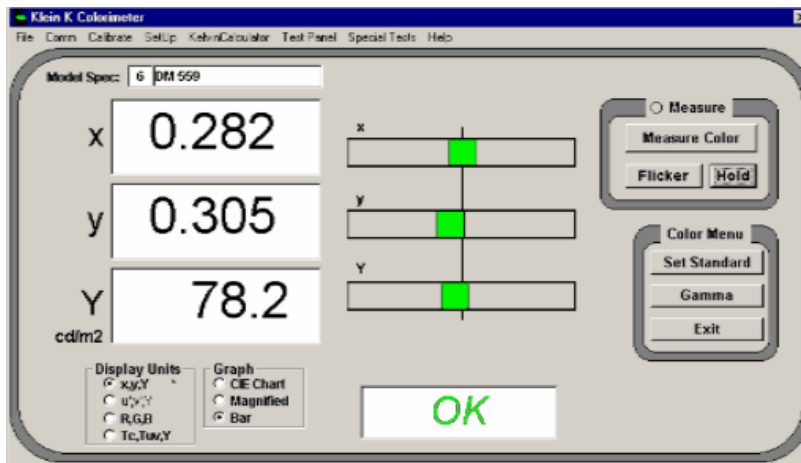 Klein K Colorimeter
File Comm Calibrate SetUp KelvinCalculator Test Panel Special Tests Help
Model Spec: 6 DM 559
x 0.282
y 0.305
Y 78.2
cd/m2
x
y
Y
Measure
Measure Color
Flicker Hold
Color Menu
Set Standard
Gamma
Exit
Display Units
x,y,Y
u',v',Y
R,G,B
Tc,Tuv,Y
Graph
CIE Chart
Magnified
Bar
OK